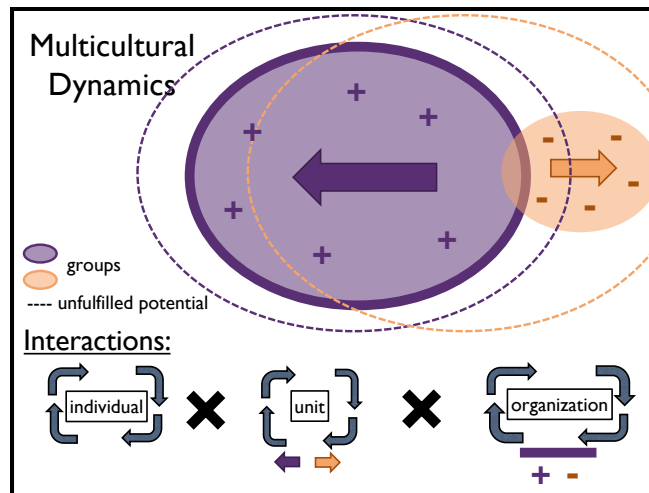 Multicultural
Dynamics
+ + + + + +
- - - - -
groups
---- unfulfilled potential
Interactions:
individual × unit × organization
+ -